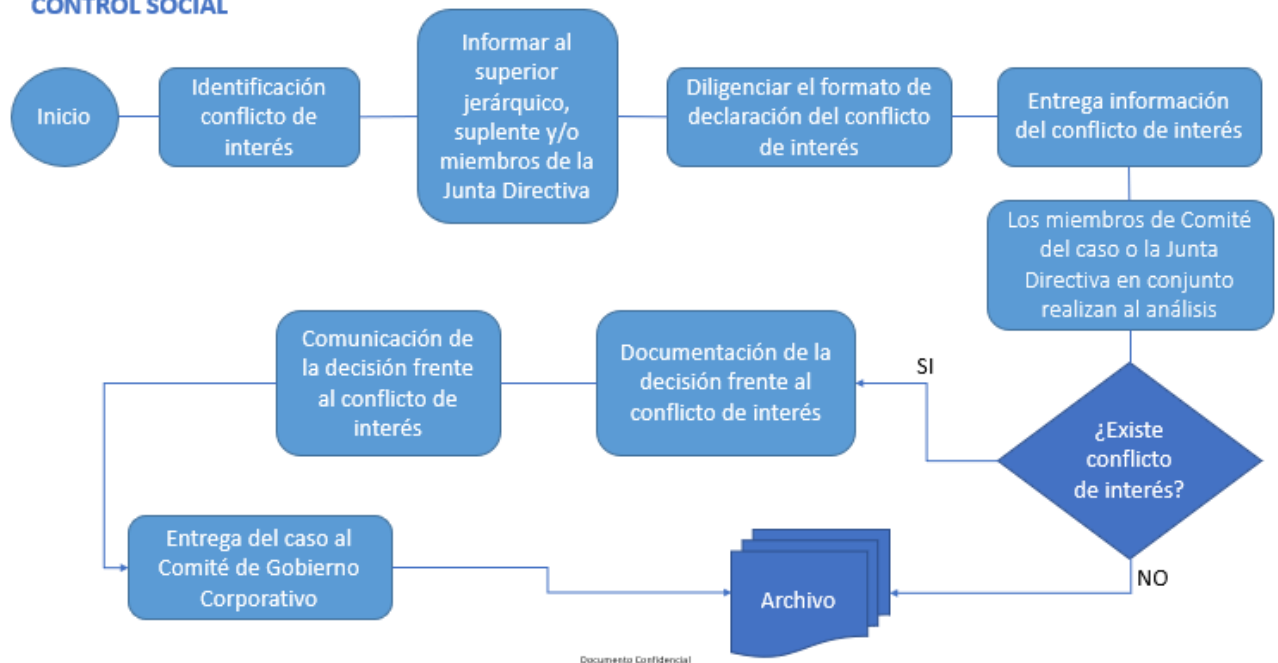 CONTROL SOCIAL
Inicio
Identificación
conflicto de
interés
Informar al
superior
jerárquico,
suplente y/o
miembros de la
Junta Directiva
Diligenciar el formato de
declaración del conflicto
de interés
Entrega información
del conflicto de interés
Los miembros de Comité
del caso o la Junta
Directiva en conjunto
realizan al análisis
¿Existe
conflicto
de interés?
SI
Documentación de la
decisión frente al
conflicto de interés
Comunicación de
la decisión frente
al conflicto de
interés
Entrega del caso al
Comité de Gobierno
Corporativo
NO
Archivo
Documento Confidencial